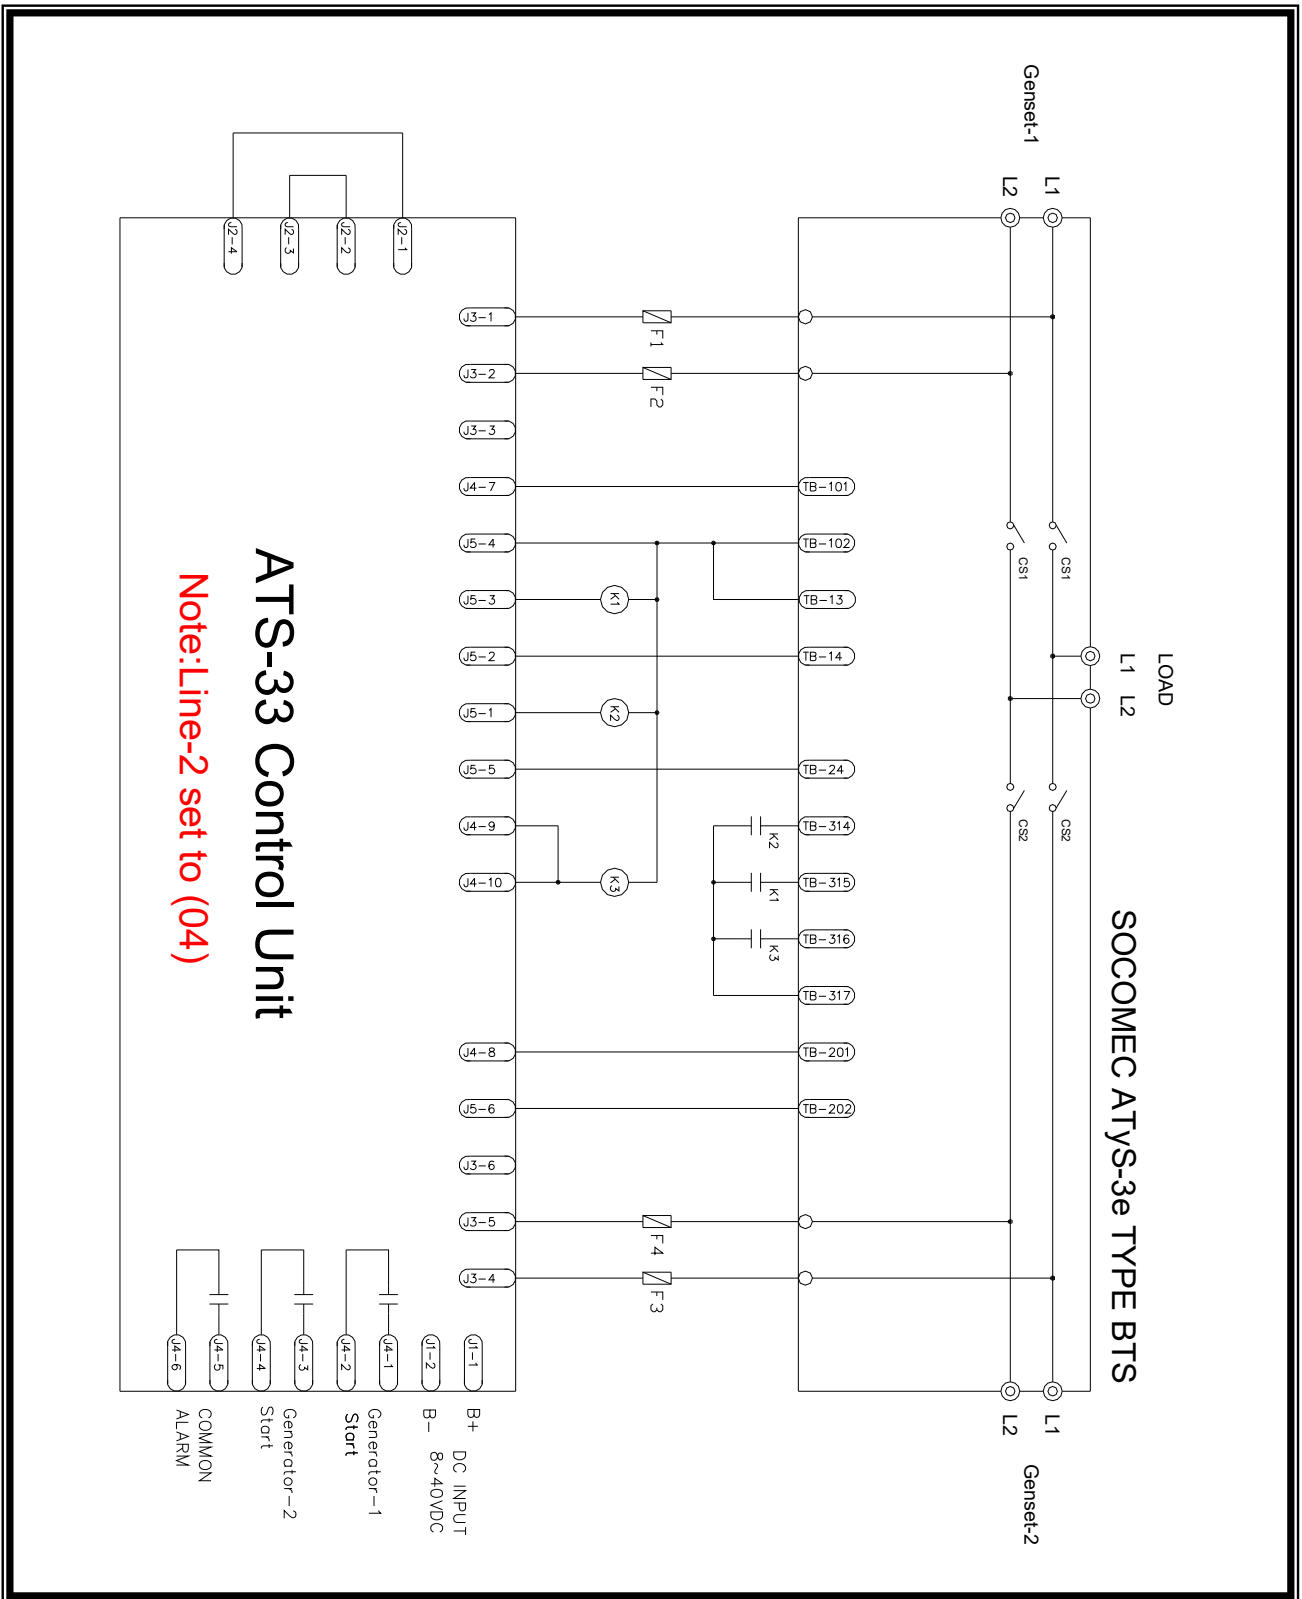 SOCOMEC ATyS-3e TYPE BTS
LOAD
L1 L2
Genset-1
L1
L2
CS1
CS1
CS2
CS2
L1
L2
Genset-2
TB-101
TB-102
TB-13
TB-14
TB-24
TB-314
TB-315
TB-316
TB-317
TB-201
TB-202
K2
K1
K3
F1
F2
F4
F3
K1
K2
K3
J3-1
J3-2
J3-3
J4-7
J5-4
J5-3
J5-2
J5-1
J5-5
J4-9
J4-10
J4-8
J5-6
J3-6
J3-5
J3-4
J2-1
J2-2
J2-3
J2-4
ATS-33 Control Unit
Note:Line-2 set to (04)
J1-1
J1-2
J4-1
J4-2
J4-3
J4-4
J4-5
J4-6
B+ DC INPUT
B- 8~40VDC
Generator-1
Start
Generator-2
Start
COMMON
ALARM